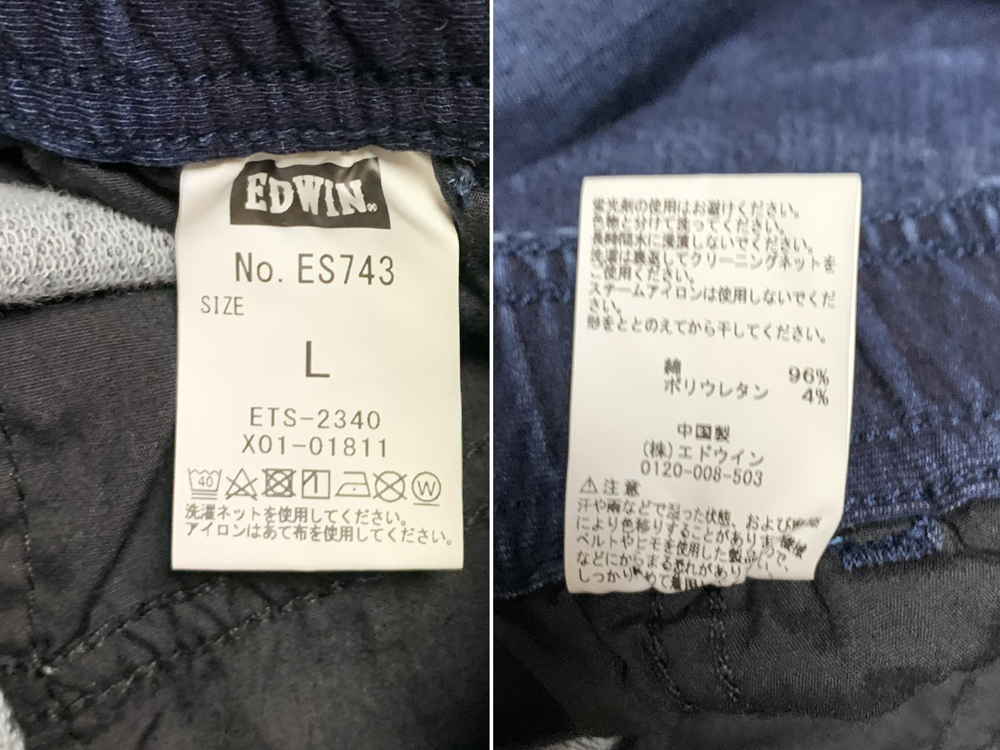 EDWIN®
No. ES743
SIZE
L
ETS-2340
X01-01811
40
W
洗濯ネットを使用してください。
アイロンはあて布を使用してください。
蛍光剤の使用はお避けください。
色物と分けて洗ってください。
長時間水に浸漬しないでください。
洗濯は裏返してクリーニングネットを
ご使用ください。
スチームアイロンは使用しないでくだ
さい。
形をととのえてから干してください。
綿 96%
ポリウレタン 4%
中国製
(株)エドウイン
0120-008-503
⚠注意
汗や雨などで湿った状態、および
により色移りすることがありま
ベルトやヒモを使用した製品
などにからまる恐れがあり
しっかり